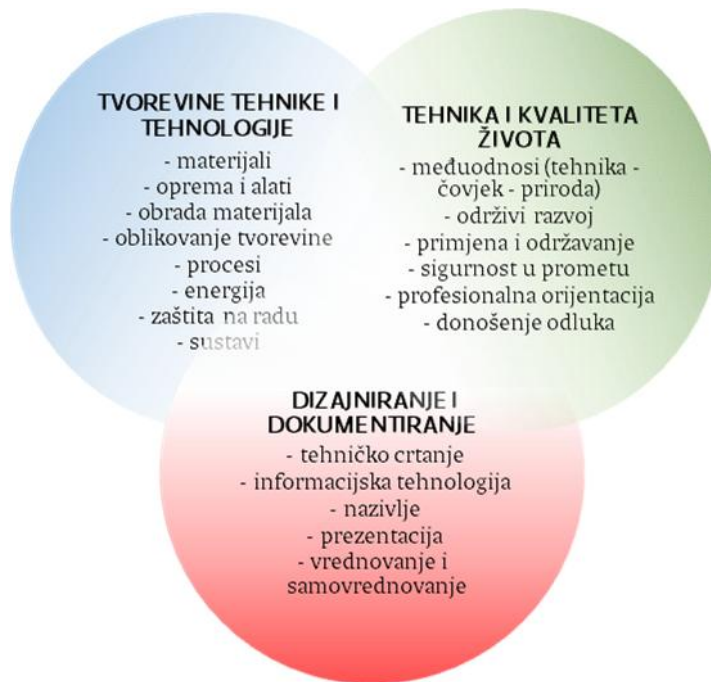 TVOREVINE TEHNIKE I
TEHNOLOGIJE
- materijali
- oprema i alati
- obrada materijala
- oblikovanje tvorevine
- procesi
- energija
- zaštita na radu
- sustavi
TEHNIKA I KVALITETA
ŽIVOTA
- međuodnosi (tehnika -
čovjek - priroda)
- održivi razvoj
- primjena i održavanje
- sigurnost u prometu
- profesionalna orijentacija
- donošenje odluka
DIZAJNIRANJE I
DOKUMENTIRANJE
- tehničko crtanje
- informacijska tehnologija
- nazivlje
- prezentacija
- vrednovanje i
samovrednovanje